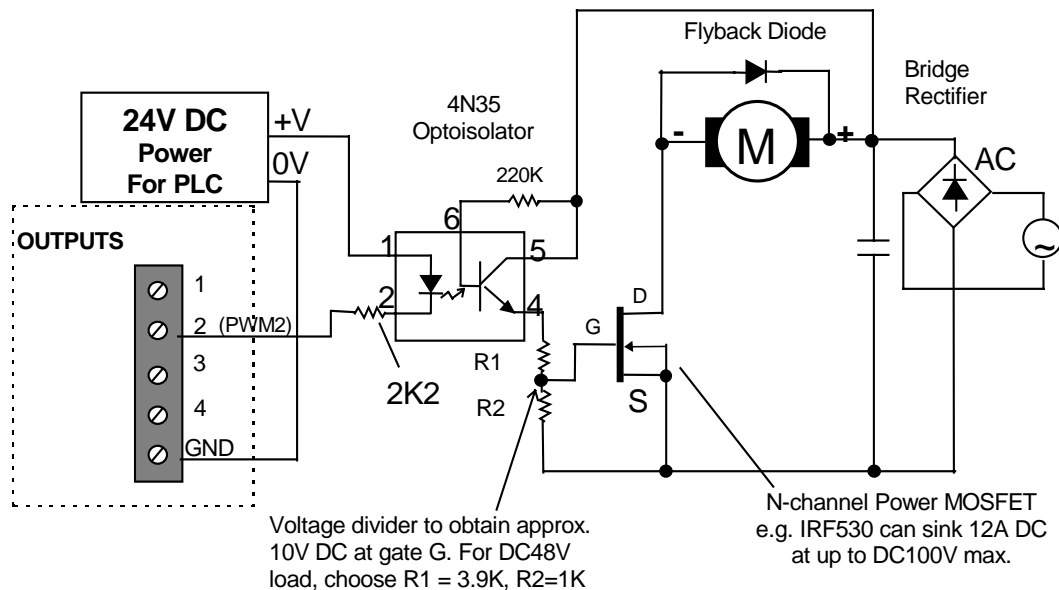 Flyback Diode
Bridge
Rectifier
4N35
Optoisolator
24V DC
Power
For PLC
+V
0V
220K
- M +
AC
~
6
OUTPUTS
1
5
2
4
1
2 (PWM2)
3
4
GND
2K2
R1
R2
D
G
S
Voltage divider to obtain approx.
10V DC at gate G. For DC48V
load, choose R1 = 3.9K, R2=1K
N-channel Power MOSFET
e.g. IRF530 can sink 12A DC
at up to DC100V max.